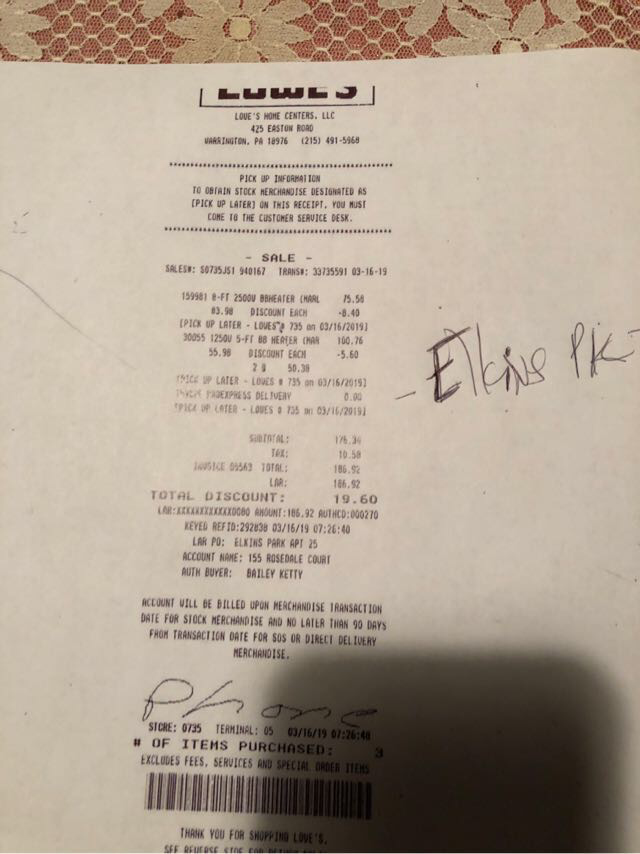 LOWE'S
LOWE'S HOME CENTERS, LLC
425 EASTON ROAD
WARRINGTON, PA 18976 (215) 491-5968
PICK UP INFORMATION
TO OBTAIN STOCK MERCHANDISE DESIGNATED AS
[PICK UP LATER] ON THIS RECEIPT, YOU MUST
COME TO THE CUSTOMER SERVICE DESK.
- SALE -
SALES#: S0735JS1 940167 TRANS#: 33735591 03-16-19
159981 8-FT 2500W BBHEATER (MARL 75.58
83.98 DISCOUNT EACH -8.40
[PICK UP LATER - LOWES # 735 on 03/16/2019]
30055 1250W 5-FT BB HEATER (MAR 100.76
55.98 DISCOUNT EACH -5.60
2 @ 50.38
[PICK UP LATER - LOWES # 735 on 03/16/2019]
PROEXPRESS DELIVERY 0.00
[PICK UP LATER - LOWES # 735 on 03/16/2019]
- Elkins PK
SUBTOTAL: 176.34
TAX: 10.58
INVOICE 05563 TOTAL: 186.92
LAR: 186.92
TOTAL DISCOUNT: 19.60
LAR:XXXXXXXXXXXX0080 AMOUNT:186.92 AUTHCD:000270
KEYED REFID:292838 03/16/19 07:26:40
LAR PO: ELKINS PARK APT 25
ACCOUNT NAME: 155 ROSEDALE COURT
AUTH BUYER: BAILEY KETTY
ACCOUNT WILL BE BILLED UPON MERCHANDISE TRANSACTION
DATE FOR STOCK MERCHANDISE AND NO LATER THAN 90 DAYS
FROM TRANSACTION DATE FOR SOS OR DIRECT DELIVERY
MERCHANDISE.
Phone
STORE: 0735 TERMINAL: 05 03/16/19 07:26:48
# OF ITEMS PURCHASED: 3
EXCLUDES FEES, SERVICES AND SPECIAL ORDER ITEMS
THANK YOU FOR SHOPPING LOWE'S.
SEE REVERSE SIDE FOR RETURN